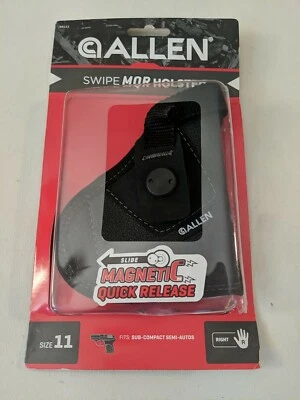 ALLEN®
SWIPE MQR HOLSTER
ALLEN
SLIDE
MAGNETIC
QUICK RELEASE
SIZE 11
FITS SUB-COMPACT SEMI-AUTOS
RIGHT
R